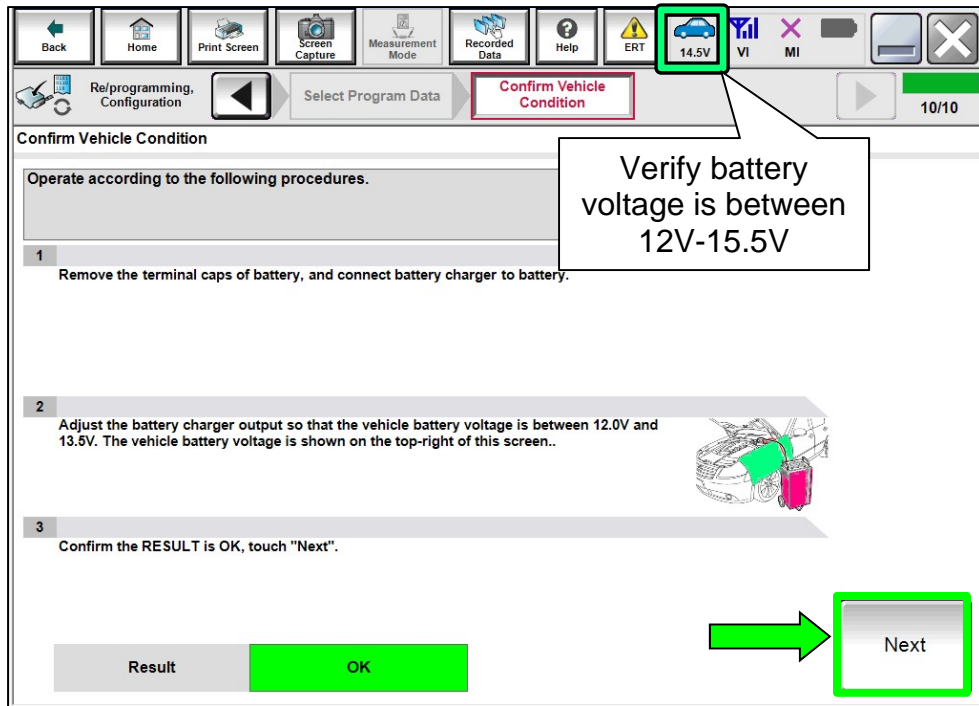 Back
Home
Print Screen
Screen
Capture
Measurement
Mode
Recorded
Data
Help
ERT
14.5V
VI
MI
Re/programming,
Configuration
Select Program Data
Confirm Vehicle
Condition
10/10
Confirm Vehicle Condition
Verify battery
voltage is between
12V-15.5V
Operate according to the following procedures.
1
Remove the terminal caps of battery, and connect battery charger to battery.
2
Adjust the battery charger output so that the vehicle battery voltage is between 12.0V and
13.5V. The vehicle battery voltage is shown on the top-right of this screen..
3
Confirm the RESULT is OK, touch "Next".
Result
OK
Next